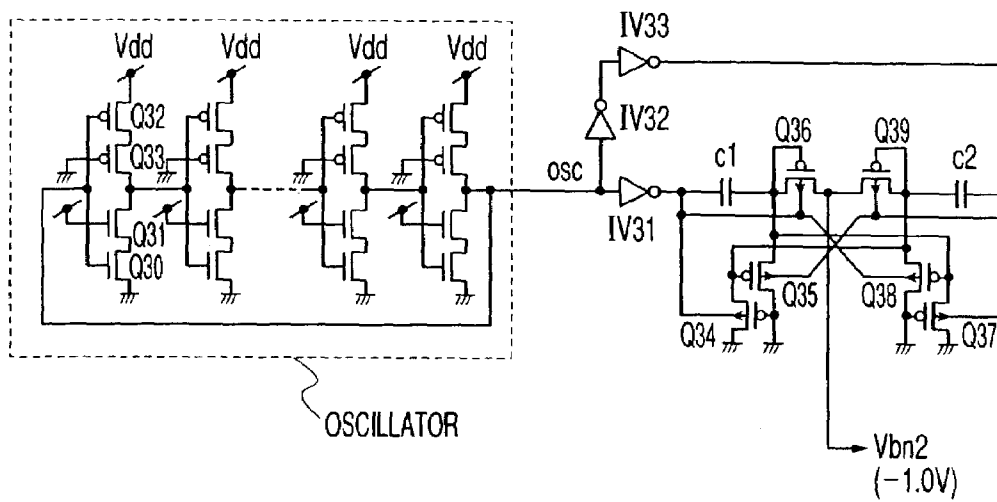 Vdd
Vdd
Vdd
Vdd
Q32
Q33
Q31
Q30
OSCILLATOR
osc
IV33
IV32
IV31
c1
Q36
Q39
c2
Q35
Q38
Q34
Q37
Vbn2
(-1.0V)